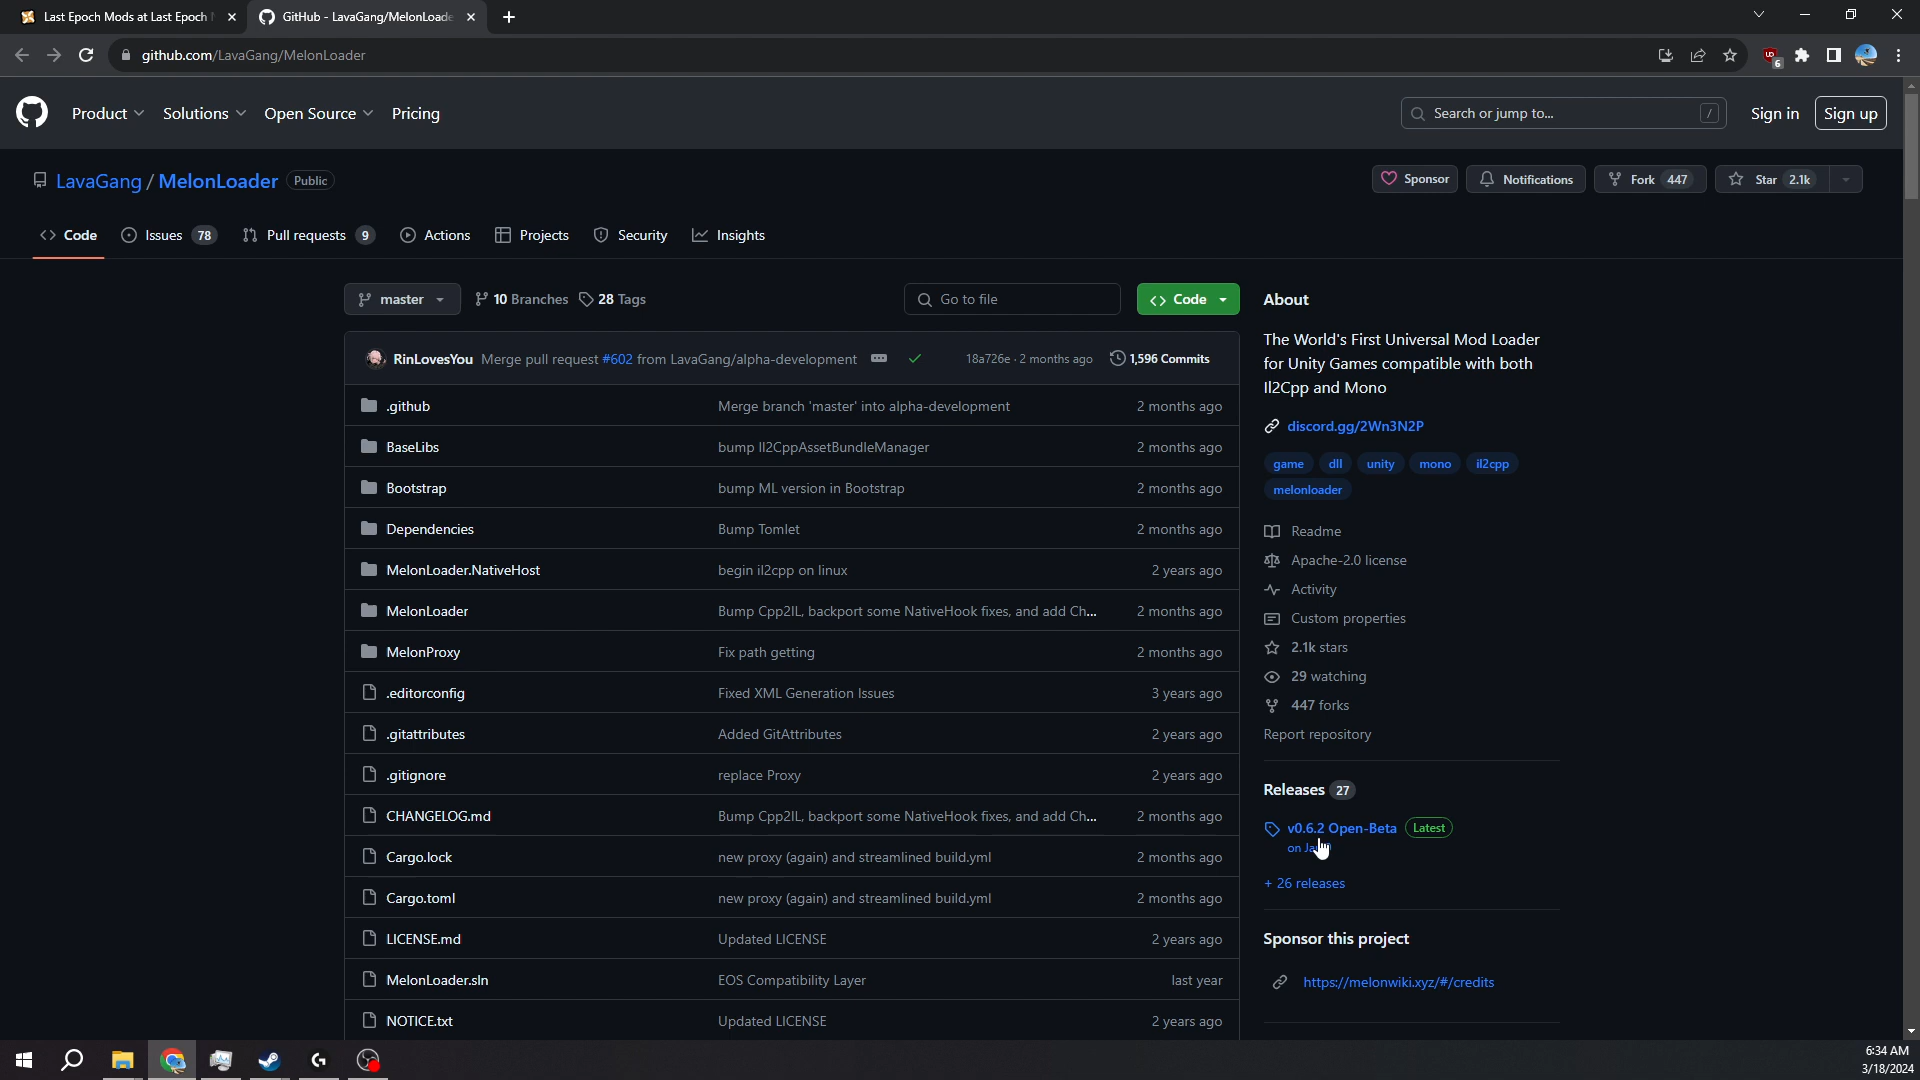 Last Epoch Mods at Last Epoch
GitHub - LavaGang/MelonLoade
github.com/LavaGang/MelonLoader
6
Product
Solutions
Open Source
Pricing
Search or jump to...
/
Sign in
Sign up
LavaGang / MelonLoader
Public
Sponsor
Notifications
Fork 447
Star 2.1k
Code
Issues 78
Pull requests 9
Actions
Projects
Security
Insights
master
10 Branches
28 Tags
Go to file
Code
RinLovesYou Merge pull request #602 from LavaGang/alpha-development
18a726e · 2 months ago
1,596 Commits
.github Merge branch 'master' into alpha-development 2 months ago
BaseLibs bump Il2CppAssetBundleManager 2 months ago
Bootstrap bump ML version in Bootstrap 2 months ago
Dependencies Bump Tomlet 2 months ago
MelonLoader.NativeHost begin il2cpp on linux 2 years ago
MelonLoader Bump Cpp2IL, backport some NativeHook fixes, and add Ch... 2 months ago
MelonProxy Fix path getting 2 months ago
.editorconfig Fixed XML Generation Issues 3 years ago
.gitattributes Added GitAttributes 2 years ago
.gitignore replace Proxy 2 years ago
CHANGELOG.md Bump Cpp2IL, backport some NativeHook fixes, and add Ch... 2 months ago
Cargo.lock new proxy (again) and streamlined build.yml 2 months ago
Cargo.toml new proxy (again) and streamlined build.yml 2 months ago
LICENSE.md Updated LICENSE 2 years ago
MelonLoader.sln EOS Compatibility Layer last year
NOTICE.txt Updated LICENSE 2 years ago
About
The World's First Universal Mod Loader
for Unity Games compatible with both
Il2Cpp and Mono
discord.gg/2Wn3N2P
game dll unity mono il2cpp
melonloader
Readme
Apache-2.0 license
Activity
Custom properties
2.1k stars
29 watching
447 forks
Report repository
Releases 27
v0.6.2 Open-Beta Latest
on
+ 26 releases
Sponsor this project
https://melonwiki.xyz/#/credits
6:34 AM
3/18/2024